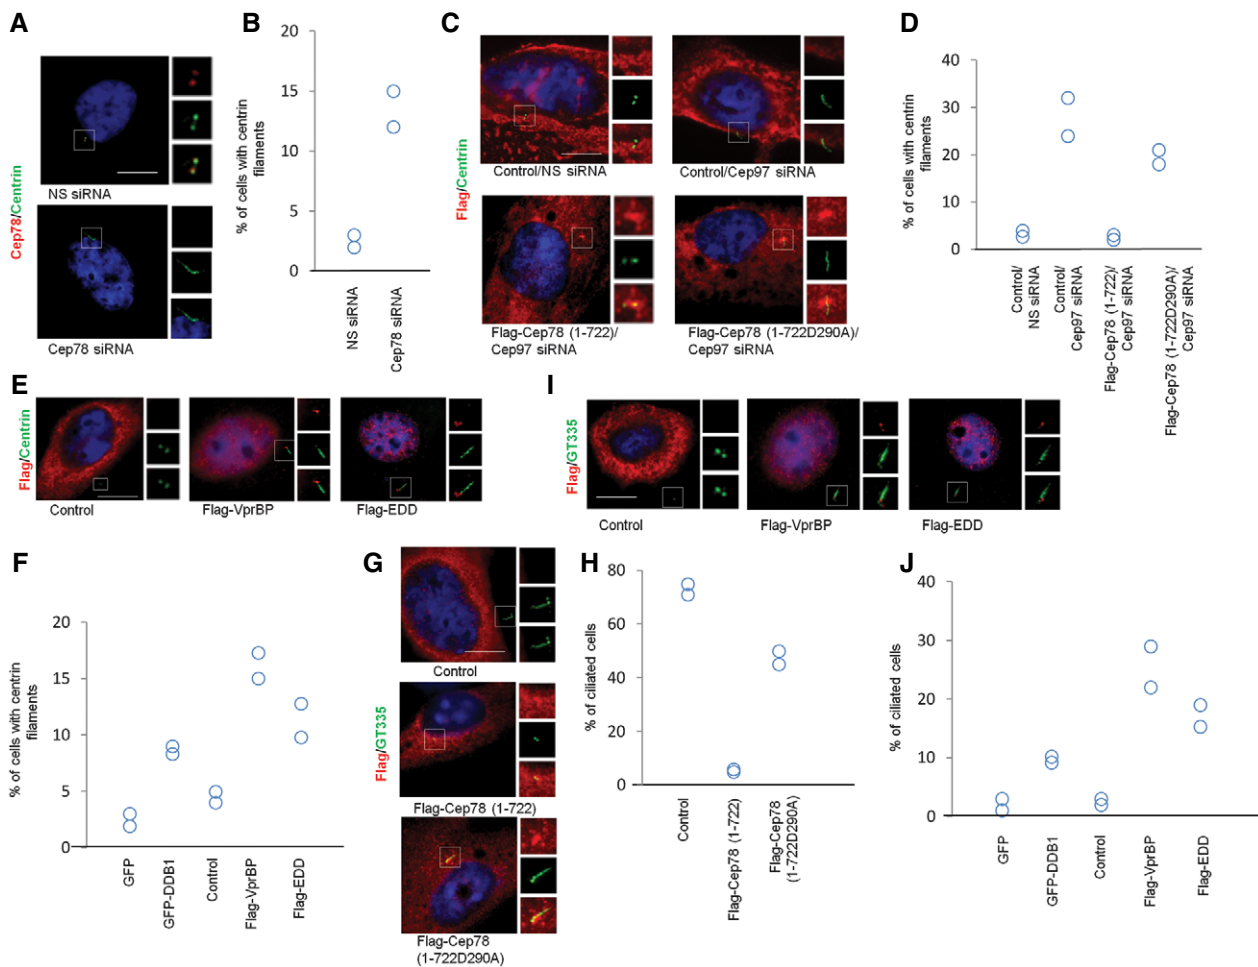 A
Cep78/Centrin
NS siRNA
Cep78 siRNA
B
% of cells with centrin
filaments
20
15
10
5
0
NS siRNA
Cep78 siRNA
C
Flag/Centrin
Control/NS siRNA
Control/Cep97 siRNA
Flag-Cep78 (1-722)/
Cep97 siRNA
Flag-Cep78 (1-722D290A)/
Cep97 siRNA
D
% of cells with centrin
filaments
40
30
20
10
0
Control/
NS siRNA
Control/
Cep97 siRNA
Flag-Cep78 (1-722)/
Cep97 siRNA
Flag-Cep78 (1-722D290A)/
Cep97 siRNA
E
Flag/Centrin
Control
Flag-VprBP
Flag-EDD
I
Flag/GT335
Control
Flag-VprBP
Flag-EDD
F
% of cells with centrin
filaments
20
15
10
5
0
GFP
GFP-DDB1
Control
Flag-VprBP
Flag-EDD
G
Flag/GT335
Control
Flag-Cep78 (1-722)
Flag-Cep78
(1-722D290A)
H
% of ciliated cells
80
60
40
20
0
Control
Flag-Cep78 (1-722)
Flag-Cep78
(1-722D290A)
J
% of ciliated cells
40
30
20
10
0
GFP
GFP-DDB1
Control
Flag-VprBP
Flag-EDD